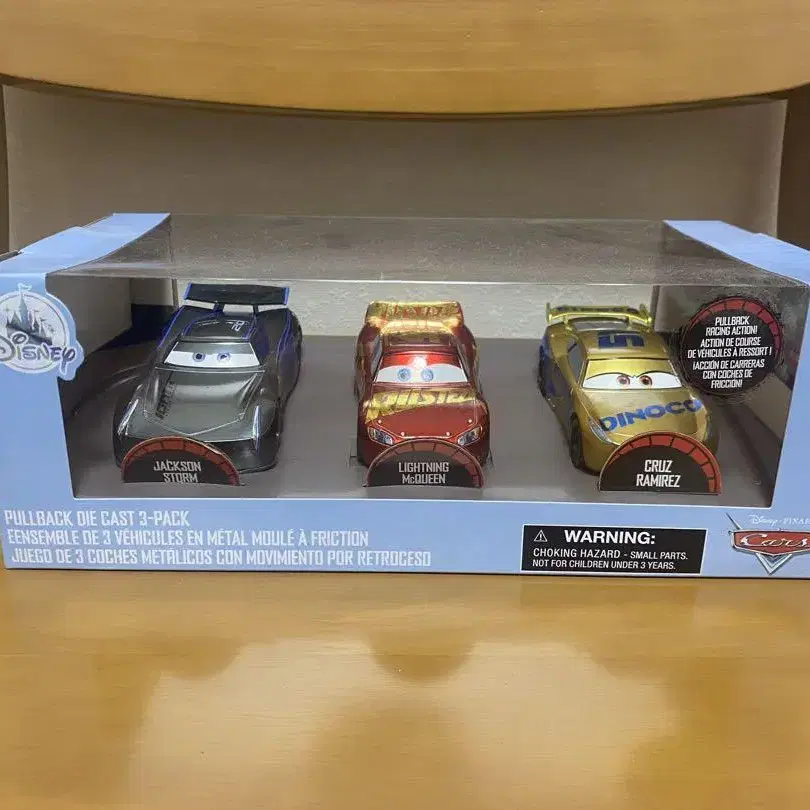 DISNEY
PULLBACK
RACING ACTION!
ACTION DE COURSE
DE VÉHICULES À RESSORT !
¡ACCIÓN DE CARRERAS
CON COCHES DE
FRICCIÓN!
5
DINOCO
JACKSON
STORM
LIGHTNING
McQUEEN
CRUZ
RAMIREZ
PULLBACK DIE CAST 3-PACK
EENSEMBLE DE 3 VÉHICULES EN MÉTAL MOULÉ À FRICTION
JUEGO DE 3 COCHES METÁLICOS CON MOVIMIENTO POR RETROCESO
WARNING:
CHOKING HAZARD - SMALL PARTS.
NOT FOR CHILDREN UNDER 3 YEARS.
Disney · PIXAR
Cars